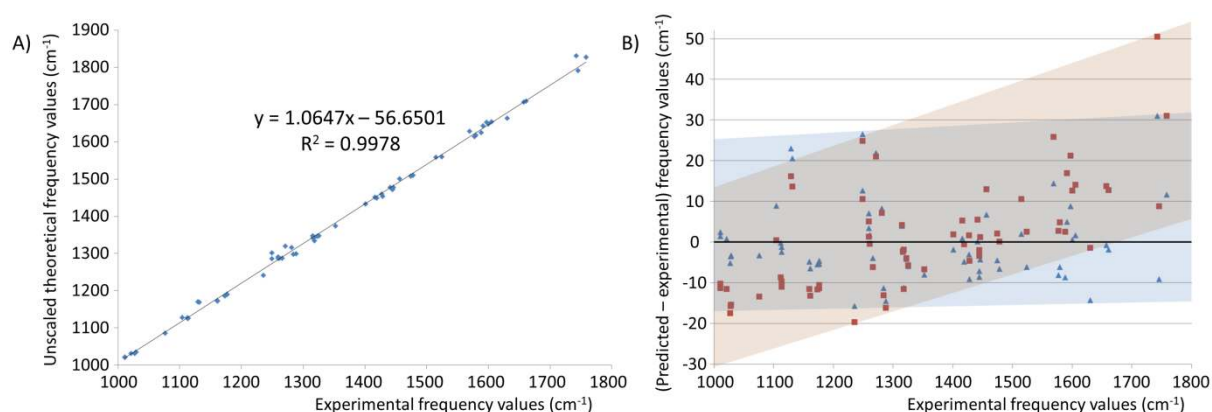 A)
Unscaled theoretical frequency values (cm⁻¹)
1900
1800
1700
1600
1500
1400
1300
1200
1100
1000
y = 1.0647x – 56.6501
R² = 0.9978
1000 1100 1200 1300 1400 1500 1600 1700 1800
Experimental frequency values (cm⁻¹)
B)
(Predicted – experimental) frequency values (cm⁻¹)
50
40
30
20
10
0
-10
-20
-30
1000 1100 1200 1300 1400 1500 1600 1700 1800
Experimental frequency values (cm⁻¹)